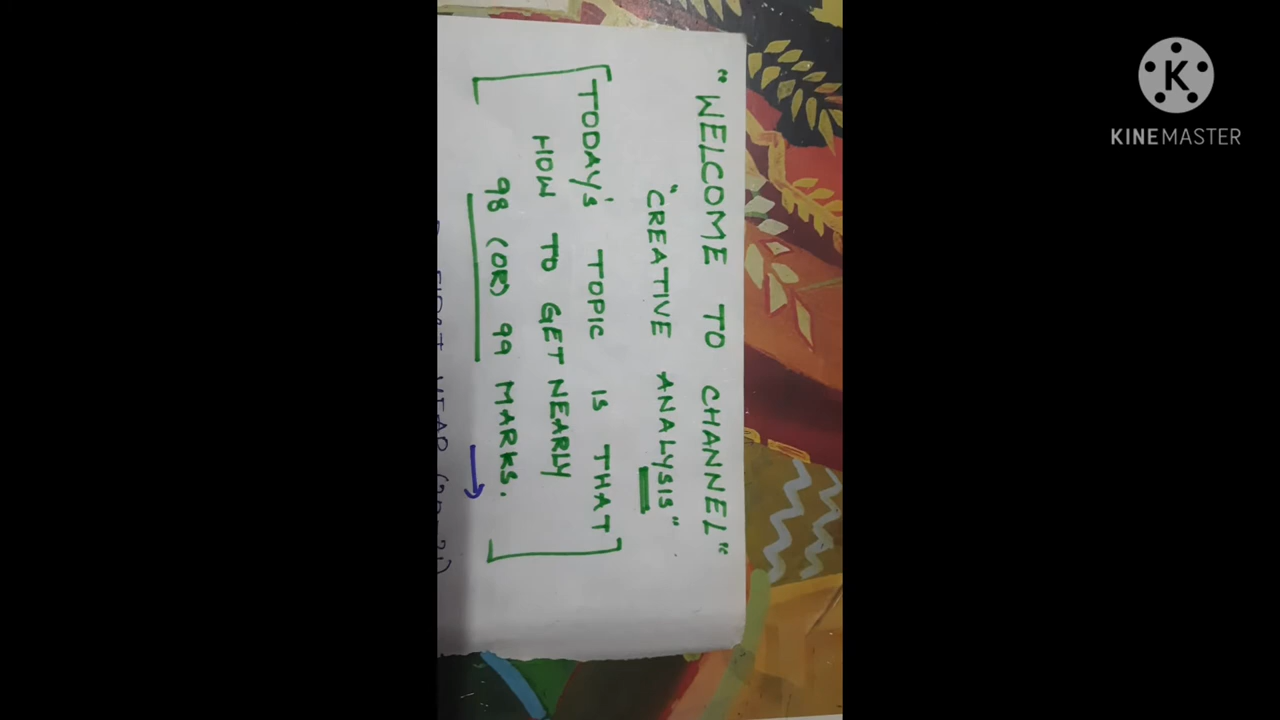 "WELCOME TO CHANNEL"
"CREATIVE ANALYSIS"
TODAY'S TOPIC IS THAT
HOW TO GET NEARLY
98 (OR) 99 MARKS.
KINEMASTER